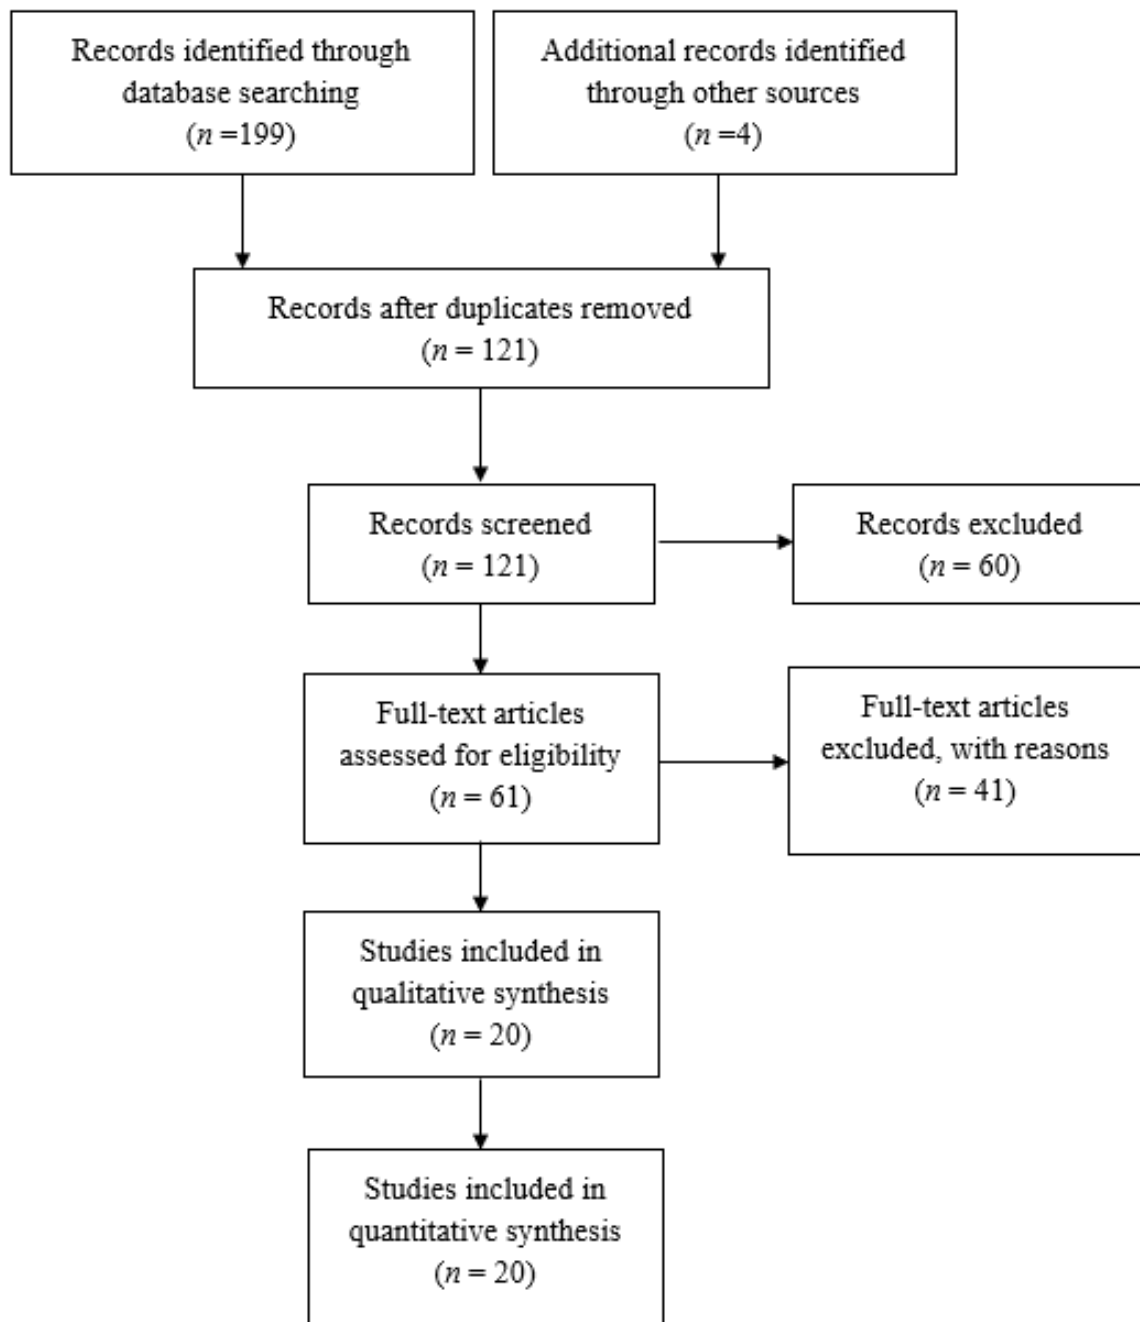 Records identified through
database searching
(n =199)
Additional records identified
through other sources
(n =4)
Records after duplicates removed
(n = 121)
Records screened
(n = 121)
Records excluded
(n = 60)
Full-text articles
assessed for eligibility
(n = 61)
Full-text articles
excluded, with reasons
(n = 41)
Studies included in
qualitative synthesis
(n = 20)
Studies included in
quantitative synthesis
(n = 20)